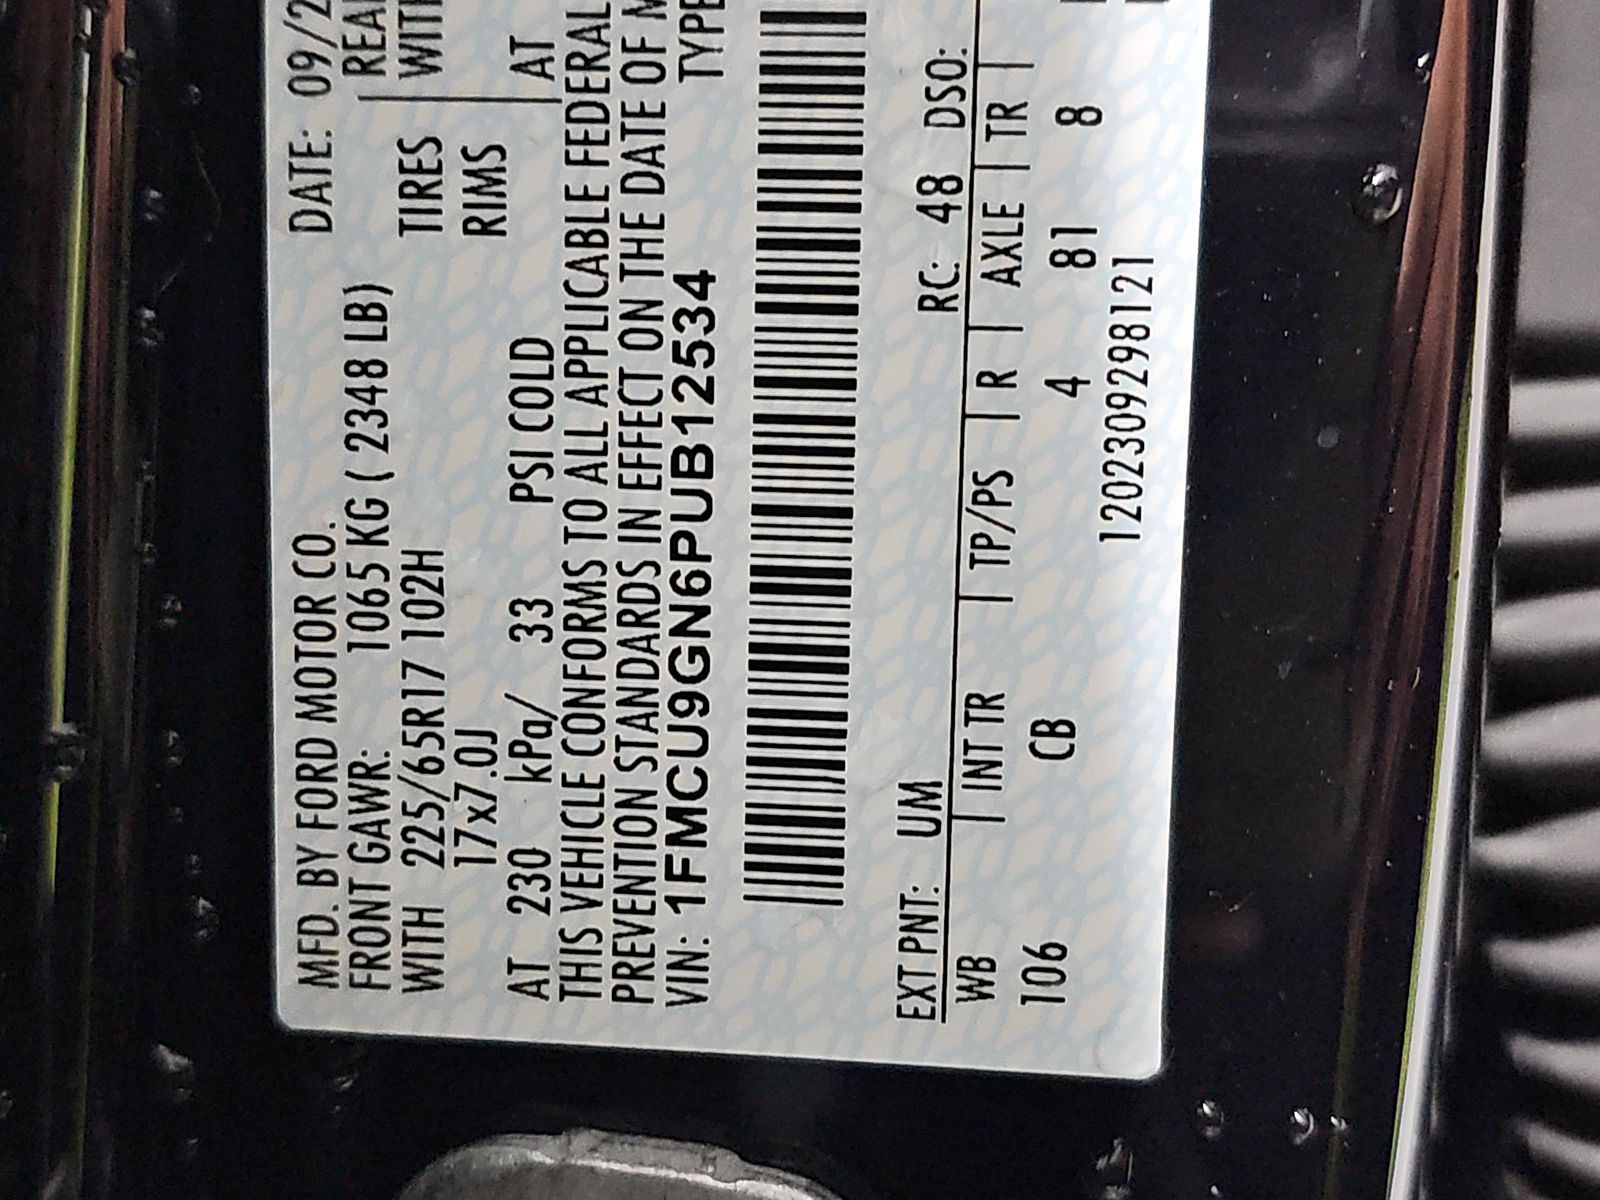 MFD. BY FORD MOTOR CO. DATE: 09/2
FRONT GAWR: 1065 KG ( 2348 LB) REAR
WITH 225/65R17 102H TIRES WITH
17x7.0J RIMS
AT 230 kPa/ 33 PSI COLD AT
THIS VEHICLE CONFORMS TO ALL APPLICABLE FEDERAL
PREVENTION STANDARDS IN EFFECT ON THE DATE OF M
VIN: 1FMCU9GN6PUB12534 TYPE
EXT PNT: UM RC: 48 DSO:
WB | INT TR | TP/PS | R | AXLE | TR |
106 CB 4 81 8
1202309298121